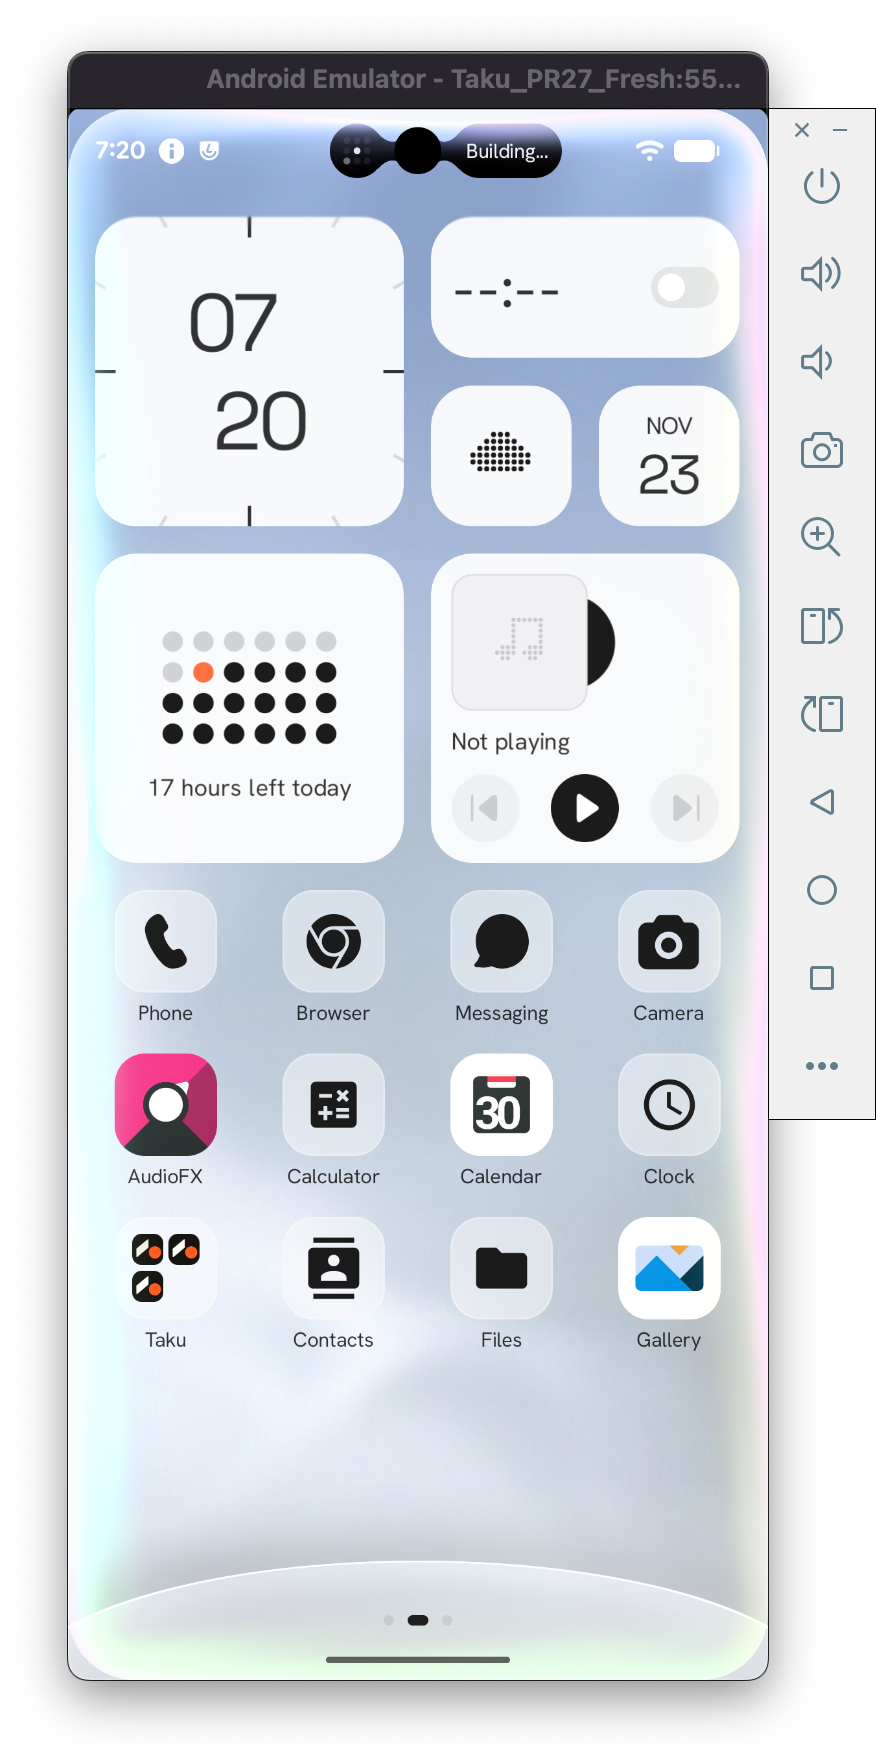 Android Emulator - Taku_PR27_Fresh:55...
7:20
Building...
07
20
--:--
NOV
23
17 hours left today
Not playing
Phone
Browser
Messaging
Camera
30
AudioFX
Calculator
Calendar
Clock
Taku
Contacts
Files
Gallery